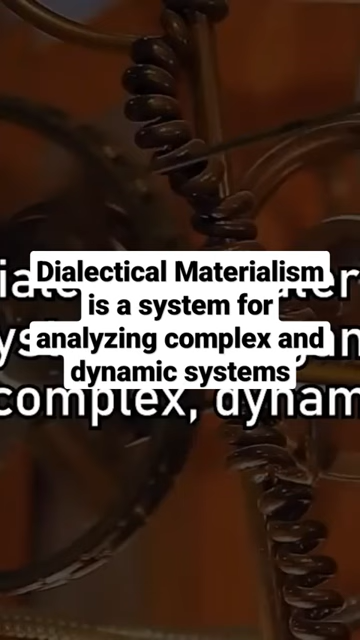 Dialectical Materialism
is a system for
analyzing complex and
dynamic systems
complex, dynam